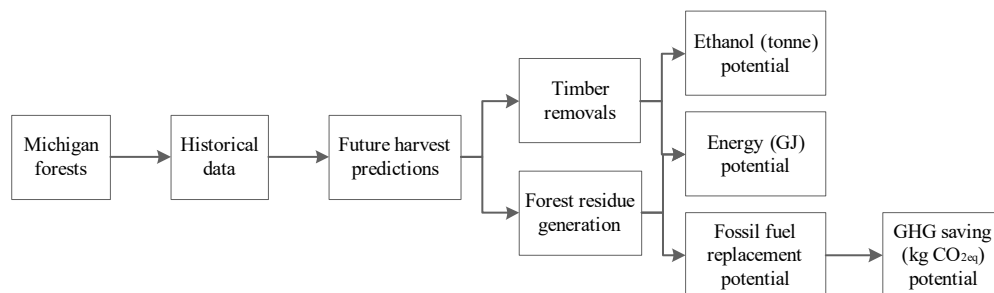 Michigan
forests
Historical
data
Future harvest
predictions
Timber
removals
Forest residue
generation
Ethanol (tonne)
potential
Energy (GJ)
potential
Fossil fuel
replacement
potential
GHG saving
(kg CO₂eq)
potential